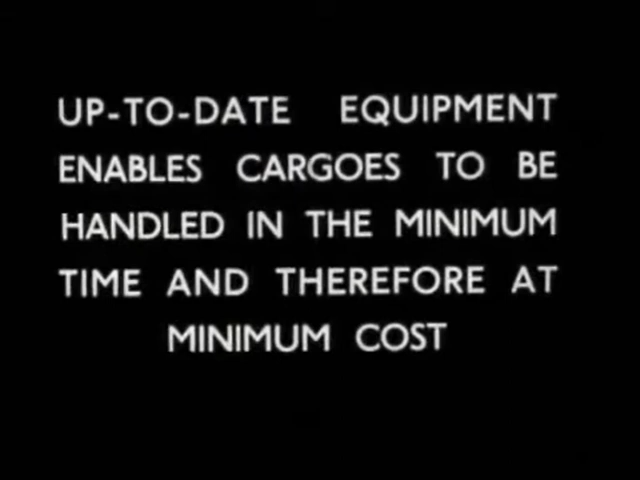 UP-TO-DATE EQUIPMENT
ENABLES CARGOES TO BE
HANDLED IN THE MINIMUM
TIME AND THEREFORE AT
MINIMUM COST